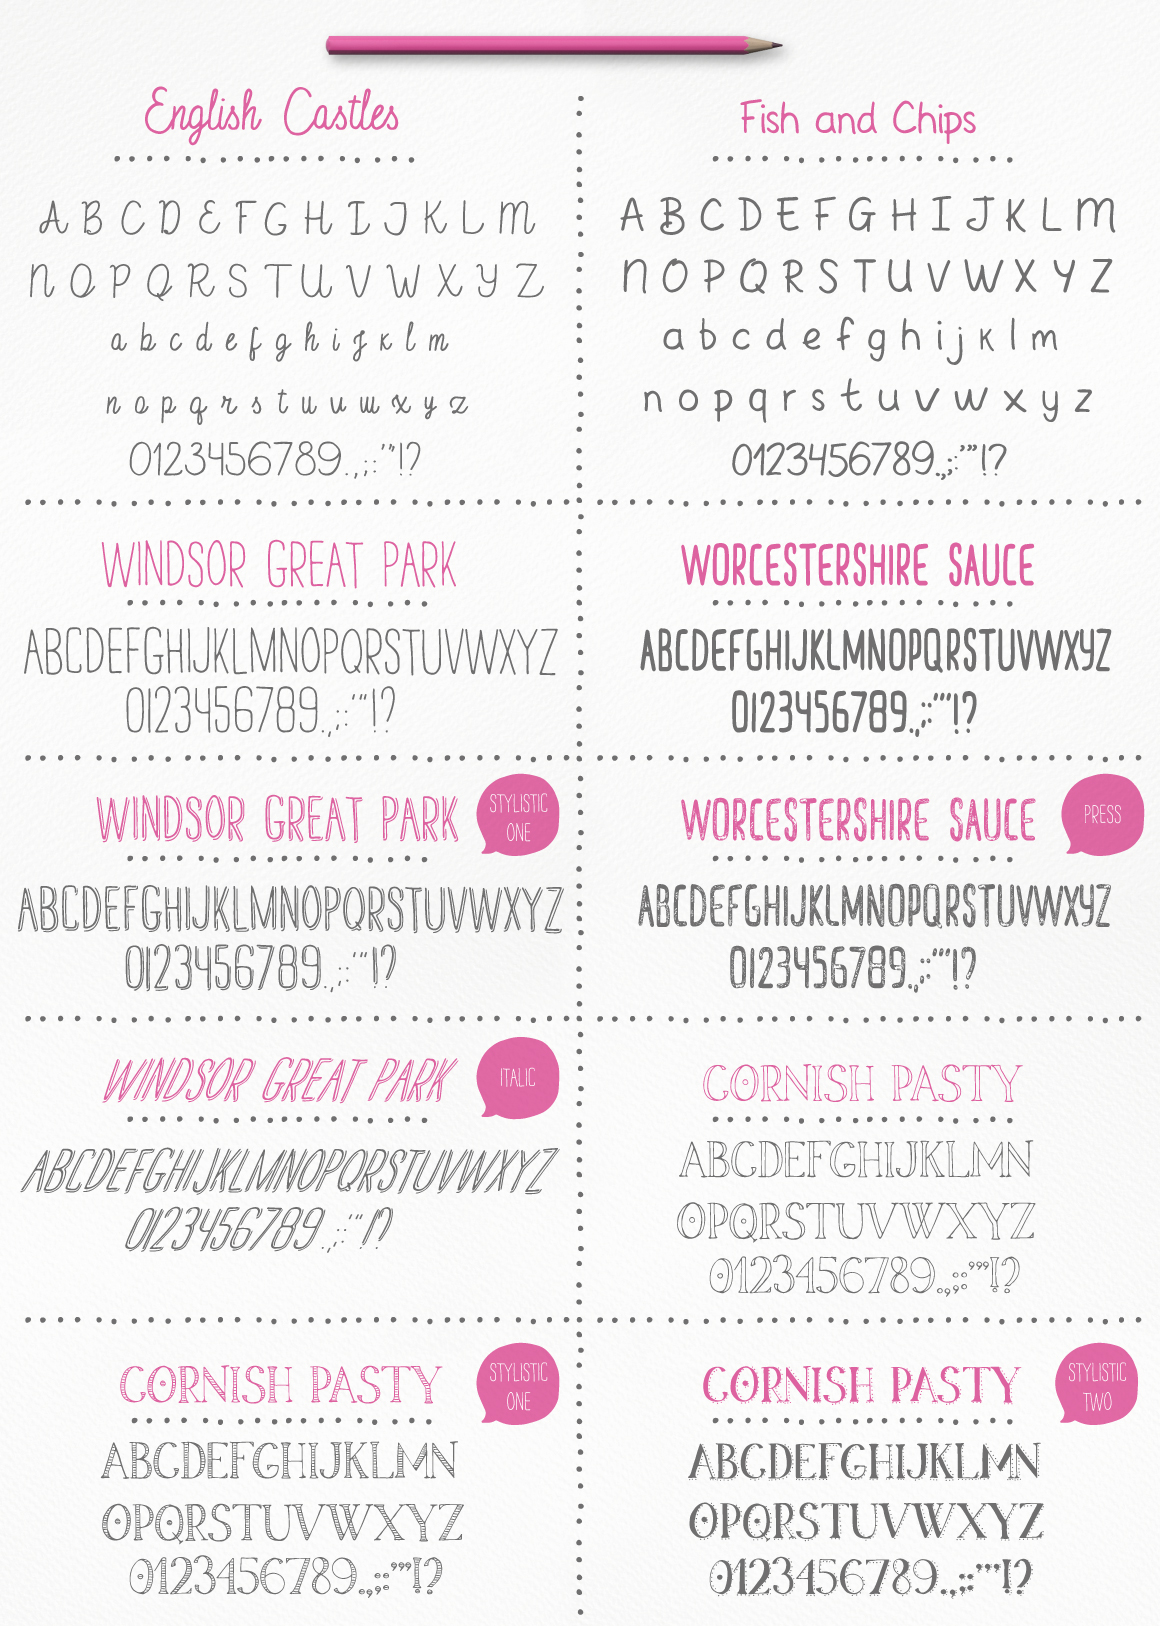 English Castles
A B C D E F G H I J K L M
N O P Q R S T U V W X Y Z
a b c d e f g h i j k l m
n o p q r s t u v w x y z
0123456789.,;:'"!?
Fish and Chips
A B C D E F G H I J K L M
N O P Q R S T U V W X Y Z
a b c d e f g h i j k l m
n o p q r s t u v w x y z
0123456789.,;:'"!?
WINDSOR GREAT PARK
ABCDEFGHIJKLMNOPQRSTUVWXYZ
0123456789.,;:'"!?
WORCESTERSHIRE SAUCE
ABCDEFGHIJKLMNOPQRSTUVWXYZ
0123456789.,;:'"!?
WINDSOR GREAT PARK
STYLISTIC
ONE
ABCDEFGHIJKLMNOPQRSTUVWXYZ
0123456789.,;:'"!?
WORCESTERSHIRE SAUCE
PRESS
ABCDEFGHIJKLMNOPQRSTUVWXYZ
0123456789.,;:'"!?
WINDSOR GREAT PARK
ITALIC
ABCDEFGHIJKLMNOPQRSTUVWXYZ
0123456789.,;:'"!?
CORNISH PASTY
ABCDEFGHIJKLMN
OPQRSTUVWXYZ
0123456789.,;:'"!?
CORNISH PASTY
STYLISTIC
ONE
ABCDEFGHIJKLMN
OPQRSTUVWXYZ
0123456789.,;:'"!?
CORNISH PASTY
STYLISTIC
TWO
ABCDEFGHIJKLMN
OPQRSTUVWXYZ
0123456789.,;:'"!?